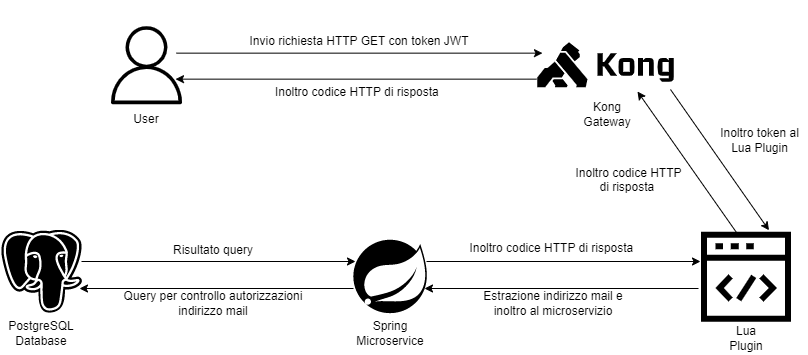 Invio richiesta HTTP GET con token JWT
Inoltro codice HTTP di risposta
User
Kong
Kong
Gateway
Inoltro token al
Lua Plugin
Inoltro codice HTTP
di risposta
Risultato query
Inoltro codice HTTP di risposta
Query per controllo autorizzazioni
indirizzo mail
Estrazione indirizzo mail e
inoltro al microservizio
</>
PostgreSQL
Database
Spring
Microservice
Lua
Plugin